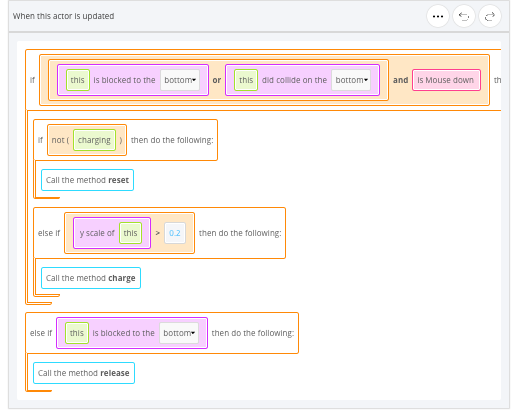 When this actor is updated
if this is blocked to the bottom or this did collide on the bottom and is Mouse down th
if not ( charging ) then do the following:
Call the method reset
else if y scale of this > 0.2 then do the following:
Call the method charge
else if this is blocked to the bottom then do the following:
Call the method release